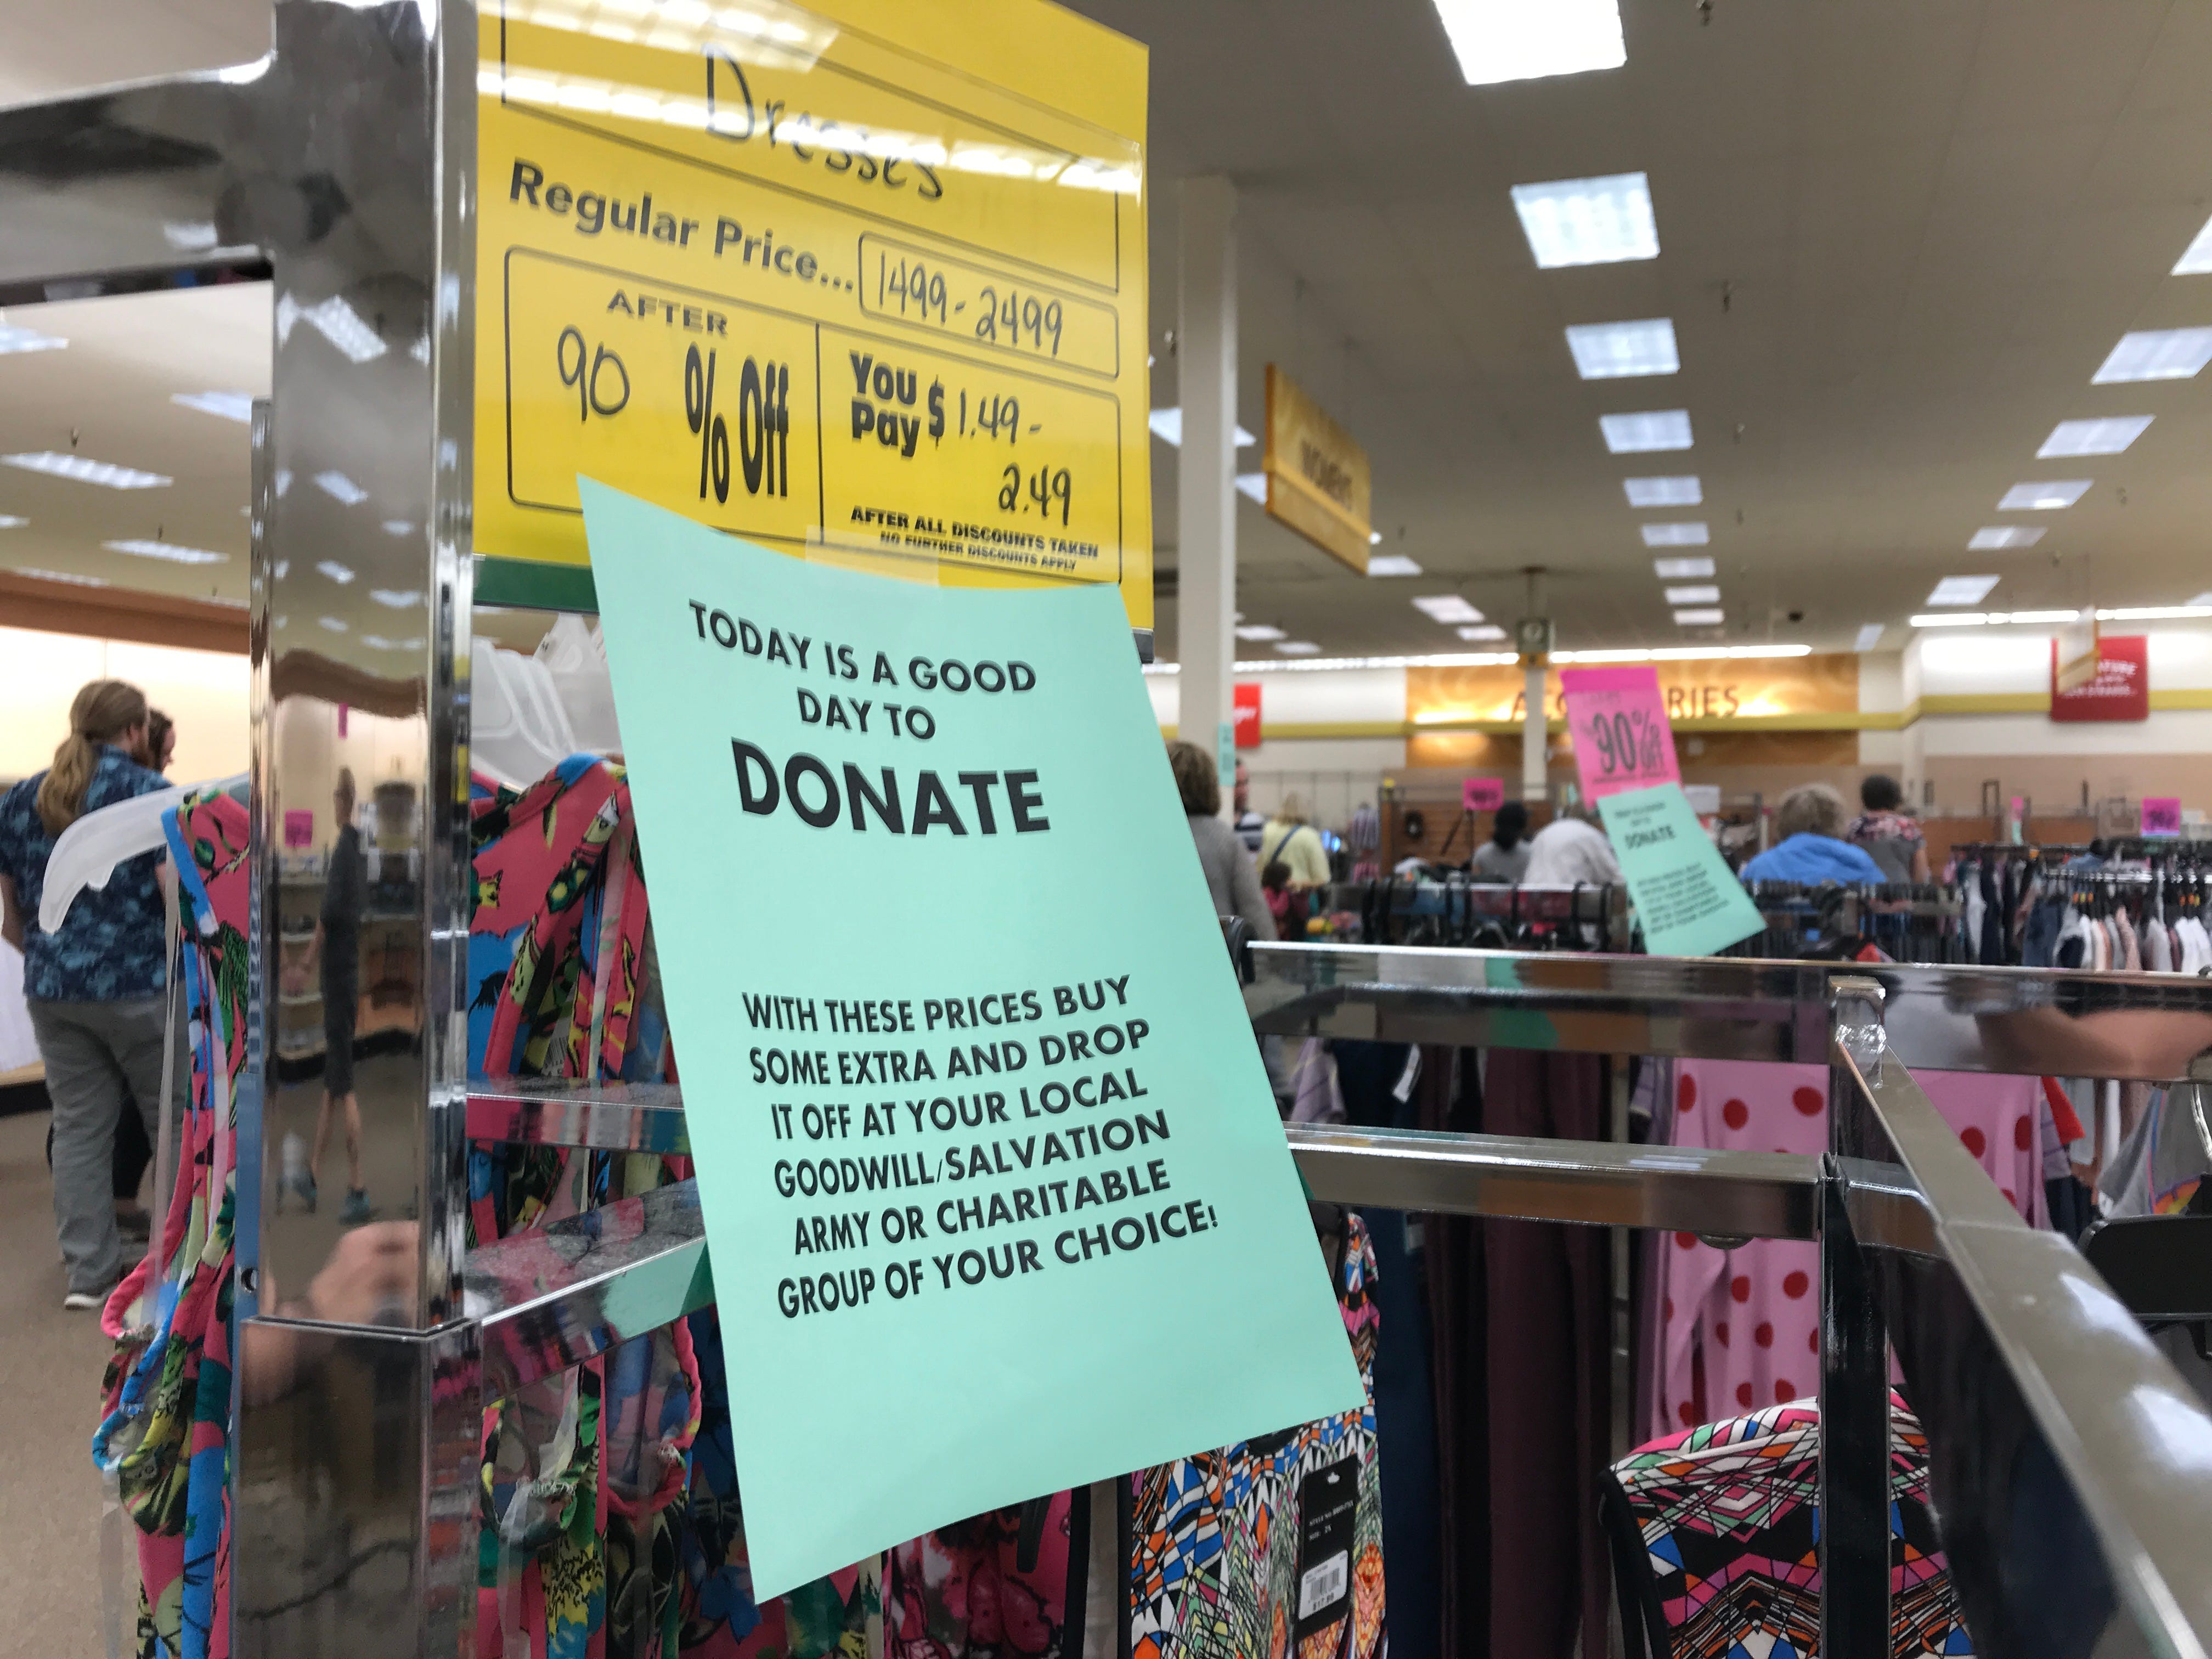 Dresses
Regular Price... 1499 - 2499
AFTER
90 % Off
You Pay $ 1.49 -
2.49
AFTER ALL DISCOUNTS TAKEN
NO FURTHER DISCOUNTS APPLY
TODAY IS A GOOD
DAY TO
DONATE
WITH THESE PRICES BUY
SOME EXTRA AND DROP
IT OFF AT YOUR LOCAL
GOODWILL/SALVATION
ARMY OR CHARITABLE
GROUP OF YOUR CHOICE!
WOMEN'S
90% OFF
DONATE